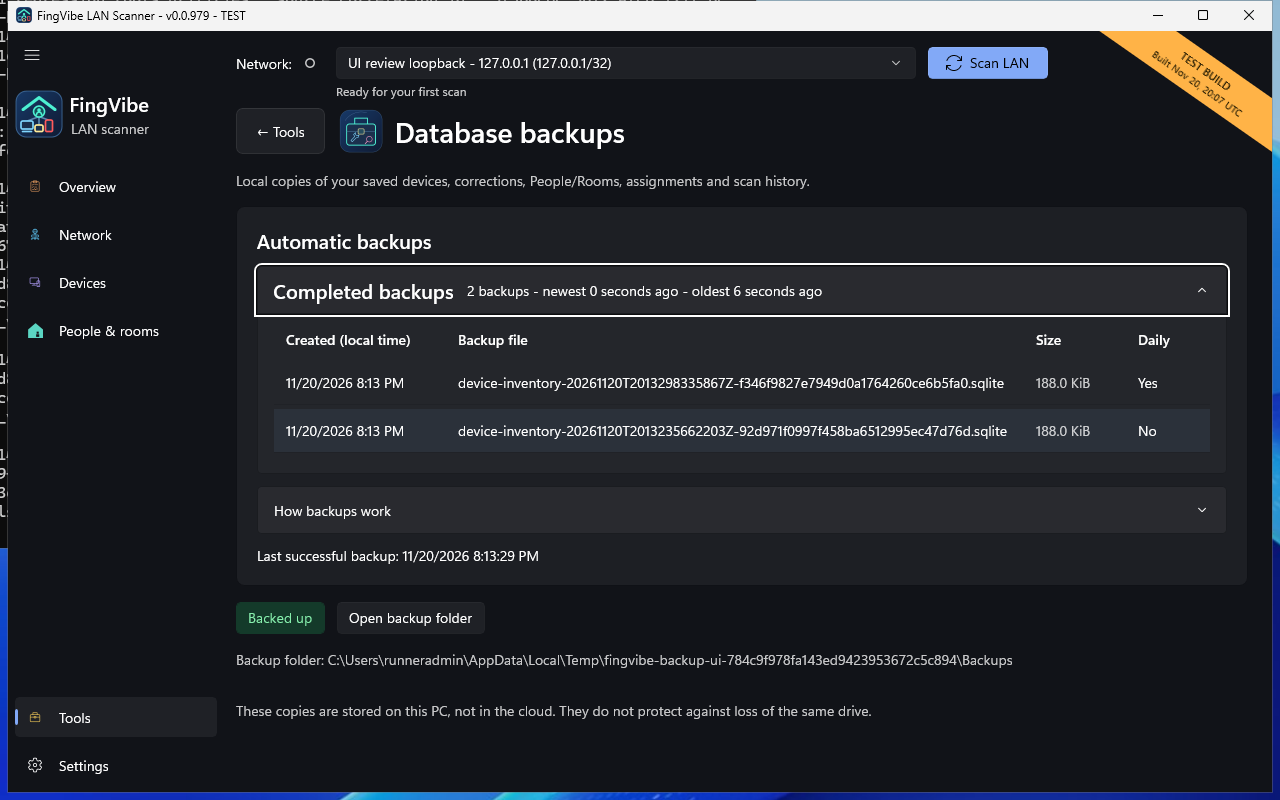 FingVibe LAN Scanner - v0.0.979 - TEST
Network:
UI review loopback - 127.0.0.1 (127.0.0.1/32)
Scan LAN
Ready for your first scan
TEST BUILD
Built Nov 20, 20:07 UTC
FingVibe
LAN scanner
← Tools
Database backups
Overview
Network
Devices
People & rooms
Local copies of your saved devices, corrections, People/Rooms, assignments and scan history.
Automatic backups
Completed backups 2 backups - newest 0 seconds ago - oldest 6 seconds ago
Created (local time) Backup file Size Daily
11/20/2026 8:13 PM device-inventory-20261120T2013298335867Z-f346f9827e7949d0a1764260ce6b5fa0.sqlite 188.0 KiB Yes
11/20/2026 8:13 PM device-inventory-20261120T2013235662203Z-92d971f0997f458ba6512995ec47d76d.sqlite 188.0 KiB No
How backups work
Last successful backup: 11/20/2026 8:13:29 PM
Backed up
Open backup folder
Backup folder: C:\Users\runneradmin\AppData\Local\Temp\fingvibe-backup-ui-784c9f978fa143ed9423953672c5c894\Backups
These copies are stored on this PC, not in the cloud. They do not protect against loss of the same drive.
Tools
Settings